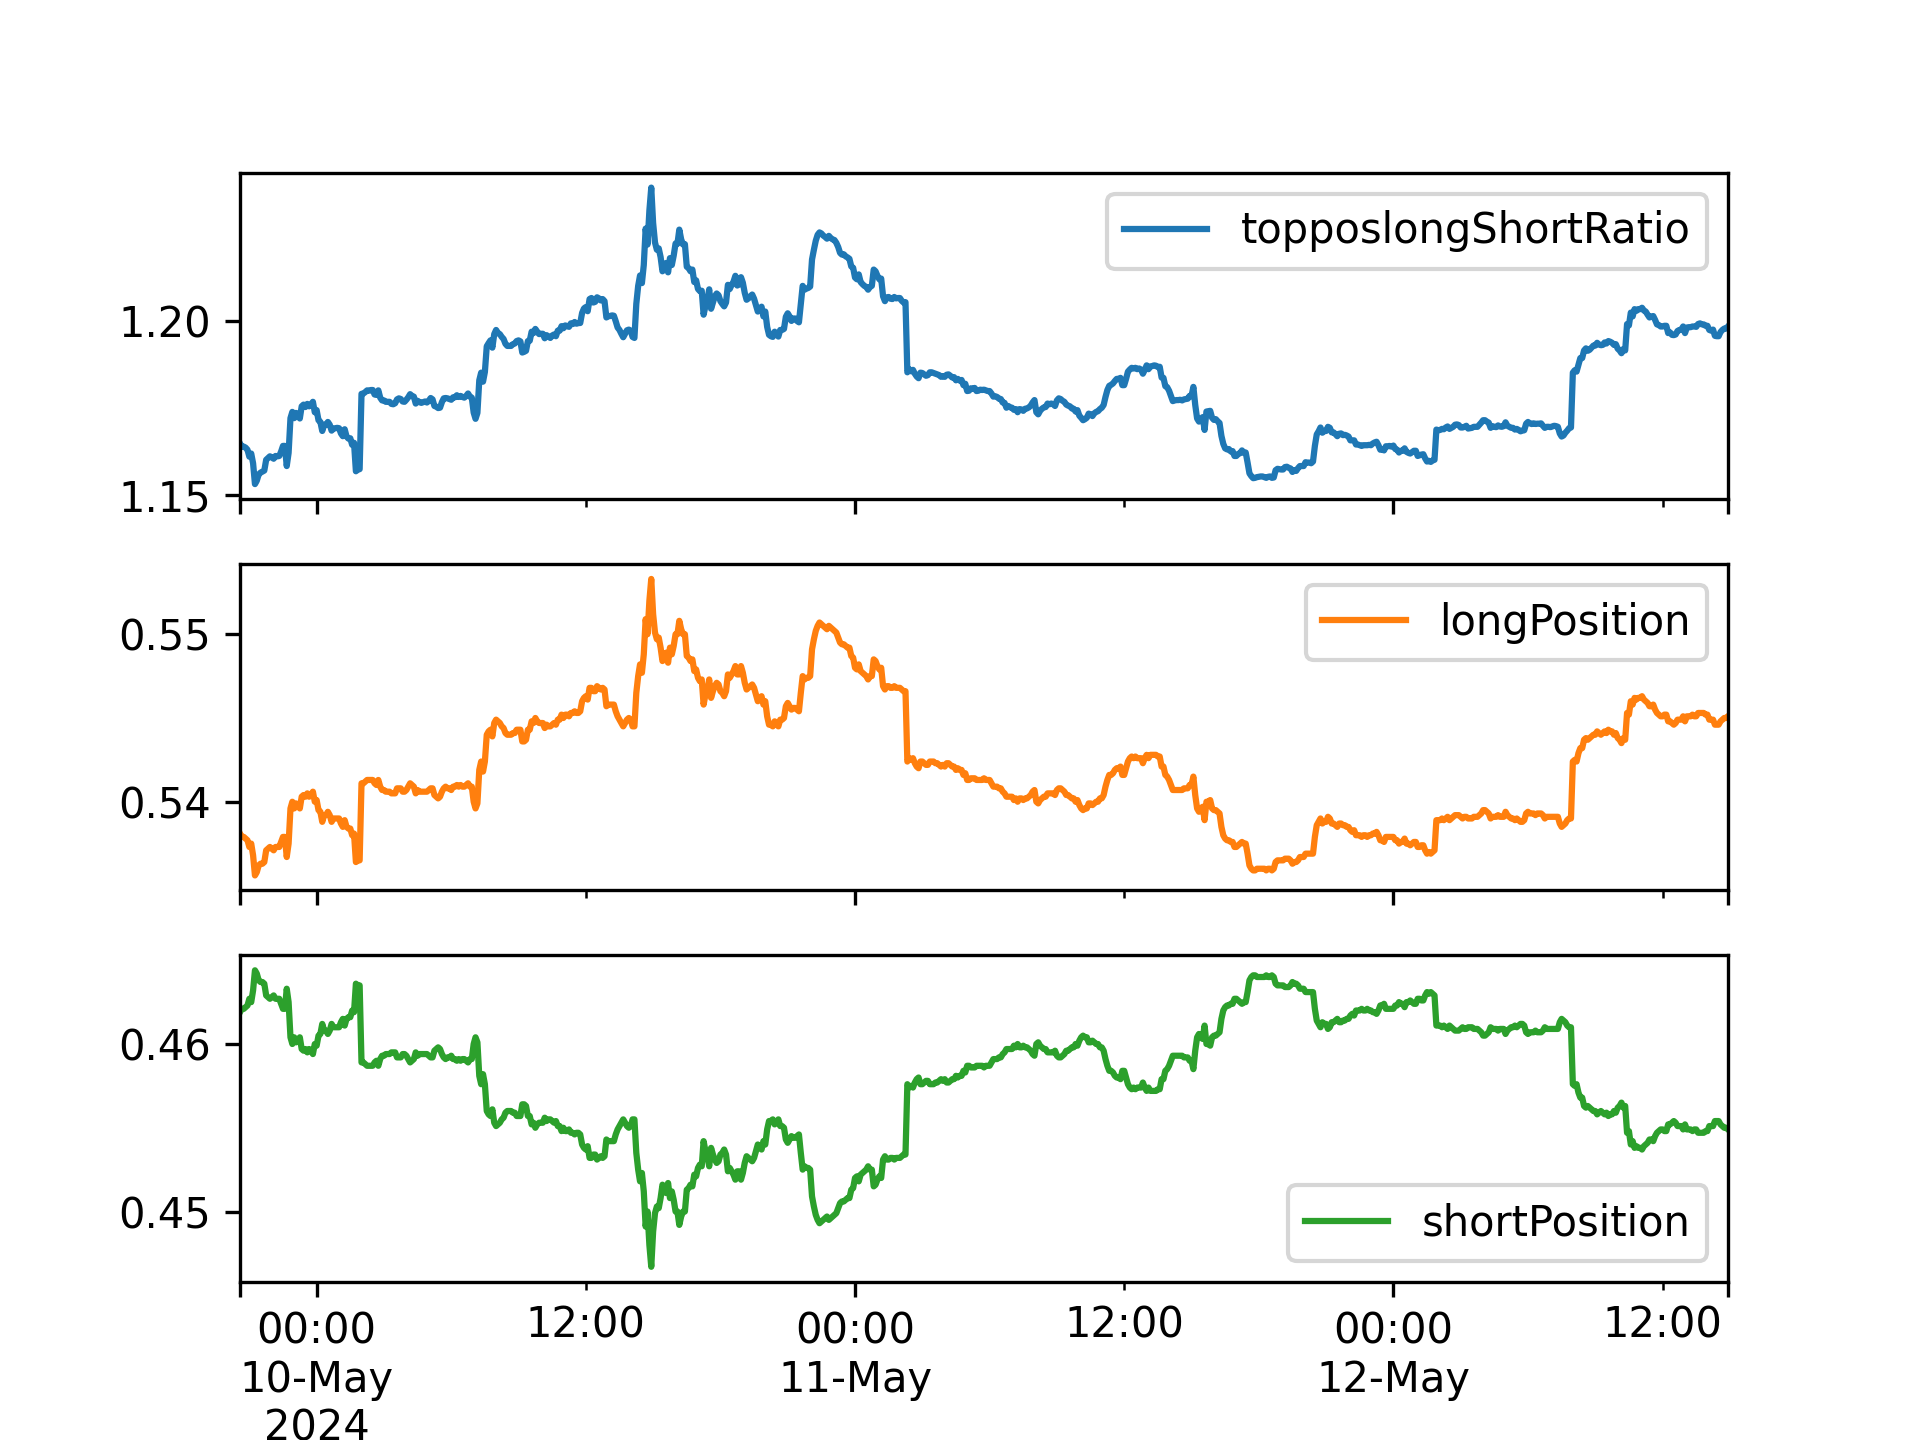 topposlongShortRatio
1.20
1.15
longPosition
0.55
0.54
0.46
0.45
shortPosition
00:00 12:00 00:00 12:00 00:00 12:00
10-May 11-May 12-May
2024